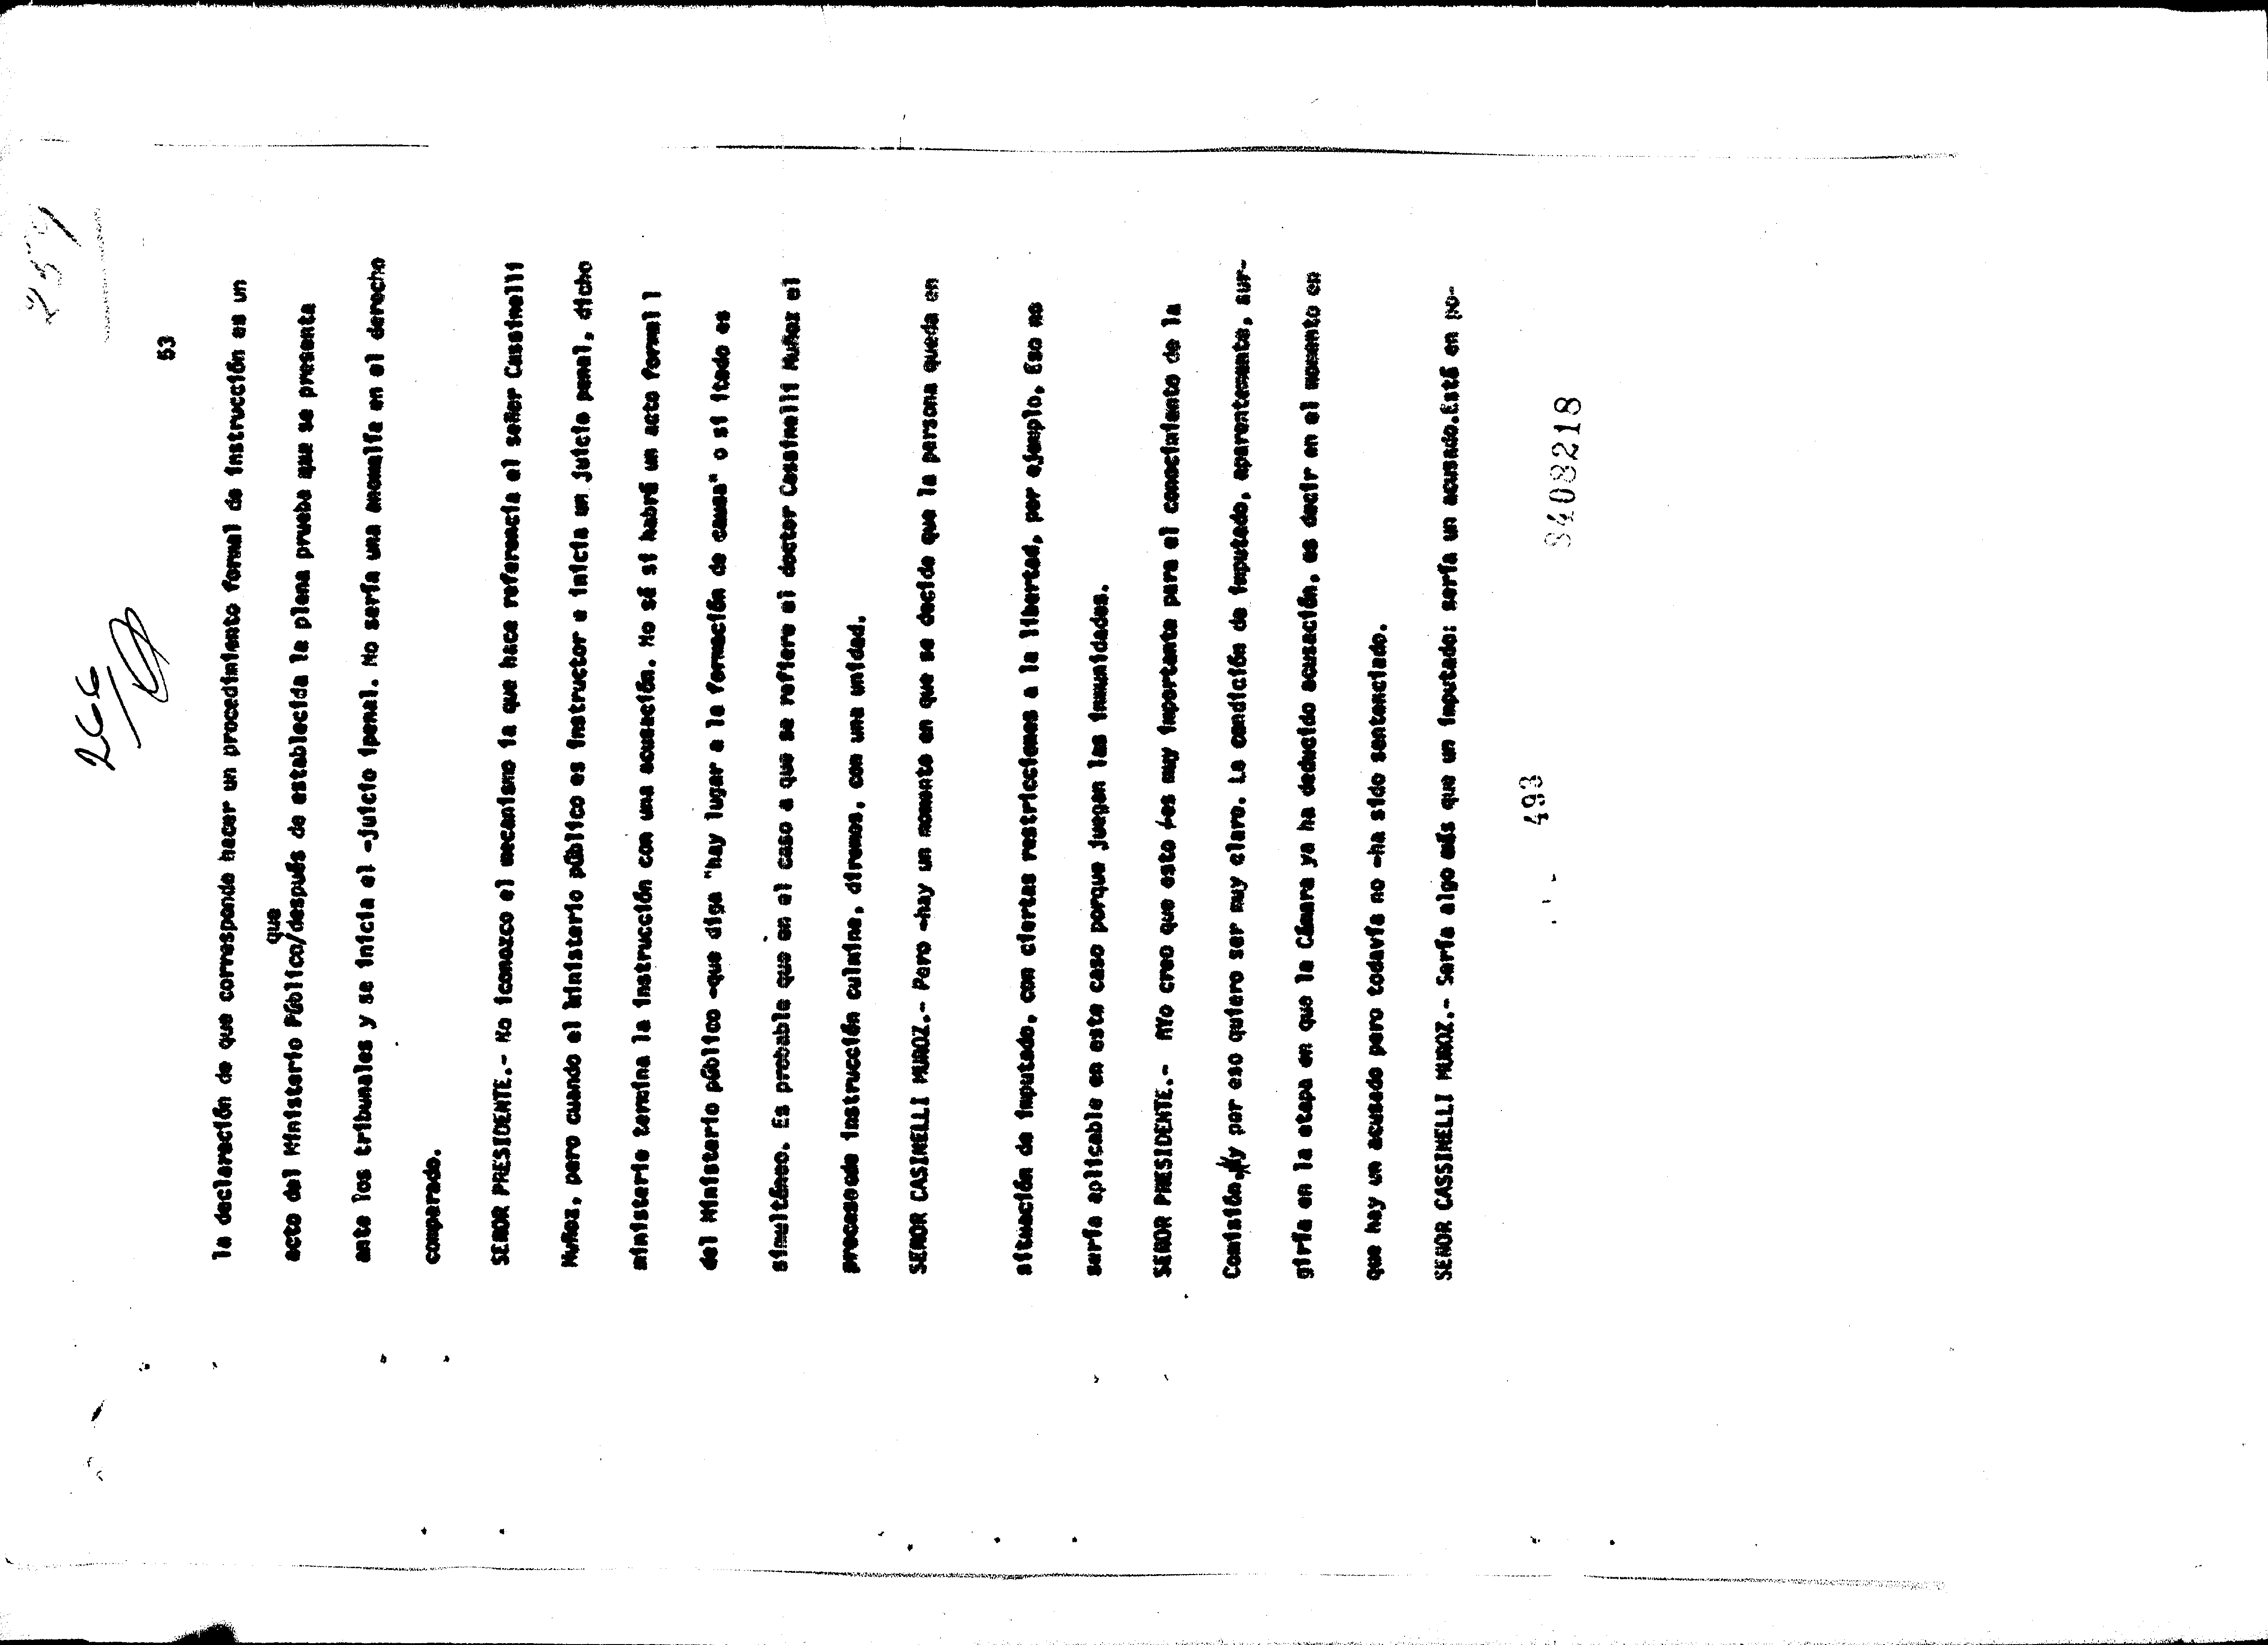 259
266
53
la declaración de que corresponde hacer un procedimiento formal de instrucción es un
que
acto del Ministerio Público/después de establecida la plena prueba que se presenta
ante los tribunales y se inicia el -juicio ipenal. No sería una anomalía en el derecho
comparado.
SEÑOR PRESIDENTE.- No iconozco el mecanismo ia que hace referencia el señor Cassinelli
Muñoz, pero cuando el Ministerio público es instructor e inicia un juicio penal, dicho
ministerio termina la instrucción con una acusación. No sé si habrá un acto formal l
del Ministerio público -que diga "hay lugar a la formación de causa" o si itodo es
simultáneo. Es probable que en el caso a que se refiere el doctor Cassinelli Muñoz el
procesode instrucción culmine, diremos, con una unidad.
SEÑOR CASINELLI MUÑOZ.- Pero -hay un momento en que se decide que la persona queda en
situación de imputado, con ciertas restricciones a la libertad, por ejemplo, Eso no
sería aplicable en este caso porque juegan las inmunidades.
SEÑOR PRESIDENTE.- AYo creo que esto es muy importante para el conocimiento de la
Comisión, y por eso quiero ser muy claro. La condición de imputado, aparentemente, sur-
giría en la etapa en que la Cámara ya ha deducido acusación, es decir en el momento en
que hay un acusado pero todavía no -ha sido sentenciado.
SEÑOR CASSINELLI MUÑOZ.- Sería algo más que un imputado: sería un acusado.Está en po-
493
8408218